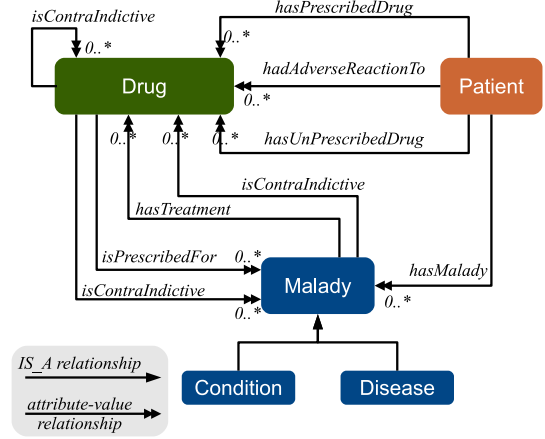 isContraIndictive
hasPrescribedDrug
0..*
0..*
Drug
hadAdverseReactionTo
Patient
0..*
0..*
0..*
0..*
hasUnPrescribedDrug
isContraIndictive
hasTreatment
isPrescribedFor
0..*
hasMalady
isContraIndictive
Malady
0..*
0..*
IS_A relationship
Condition
Disease
attribute-value
relationship